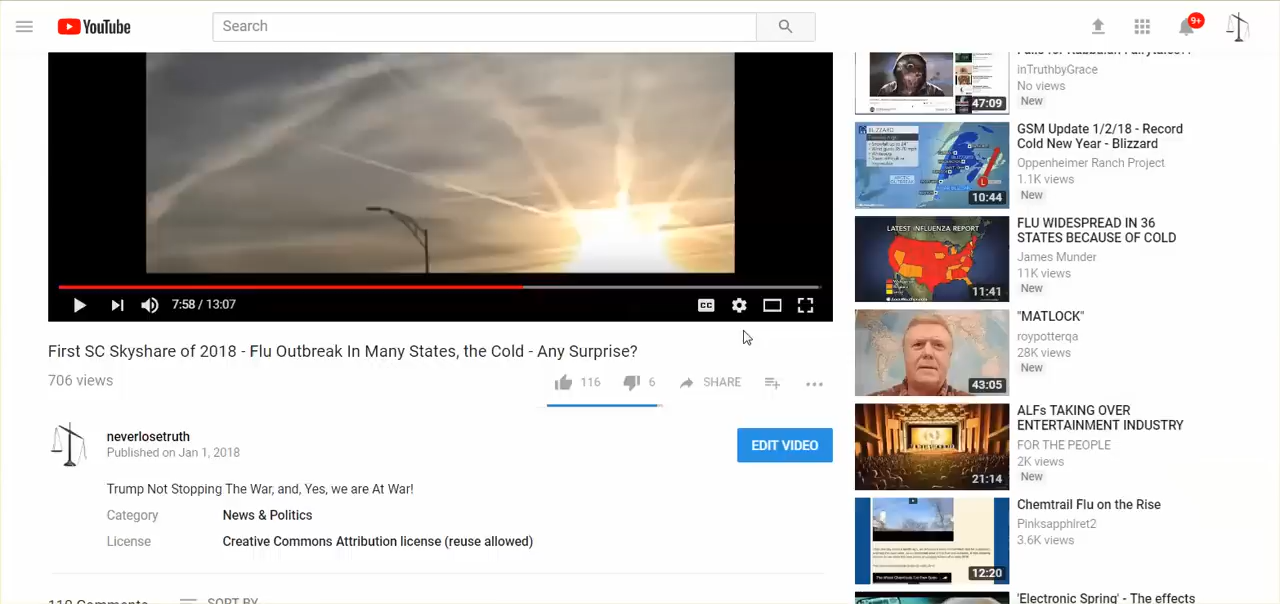 YouTube
Search
9+
inTruthbyGrace
No views
New
47:09
BLIZZARD
GSM Update 1/2/18 - Record
Cold New Year - Blizzard
Oppenheimer Ranch Project
1.1K views
New
10:44
LATEST INFLUENZA REPORT
FLU WIDESPREAD IN 36
STATES BECAUSE OF COLD
James Munder
11K views
New
11:41
7:58 / 13:07
CC
"MATLOCK"
roypotterqa
28K views
New
43:05
First SC Skyshare of 2018 - Flu Outbreak In Many States, the Cold - Any Surprise?
706 views
116
6
SHARE
ALFs TAKING OVER
ENTERTAINMENT INDUSTRY
FOR THE PEOPLE
2K views
New
21:14
neverlosetruth
Published on Jan 1, 2018
EDIT VIDEO
Trump Not Stopping The War, and, Yes, we are At War!
Category
News & Politics
License
Creative Commons Attribution license (reuse allowed)
Chemtrail Flu on the Rise
Pinksapphiret2
3.6K views
12:20
SORT BY
'Electronic Spring' - The effects